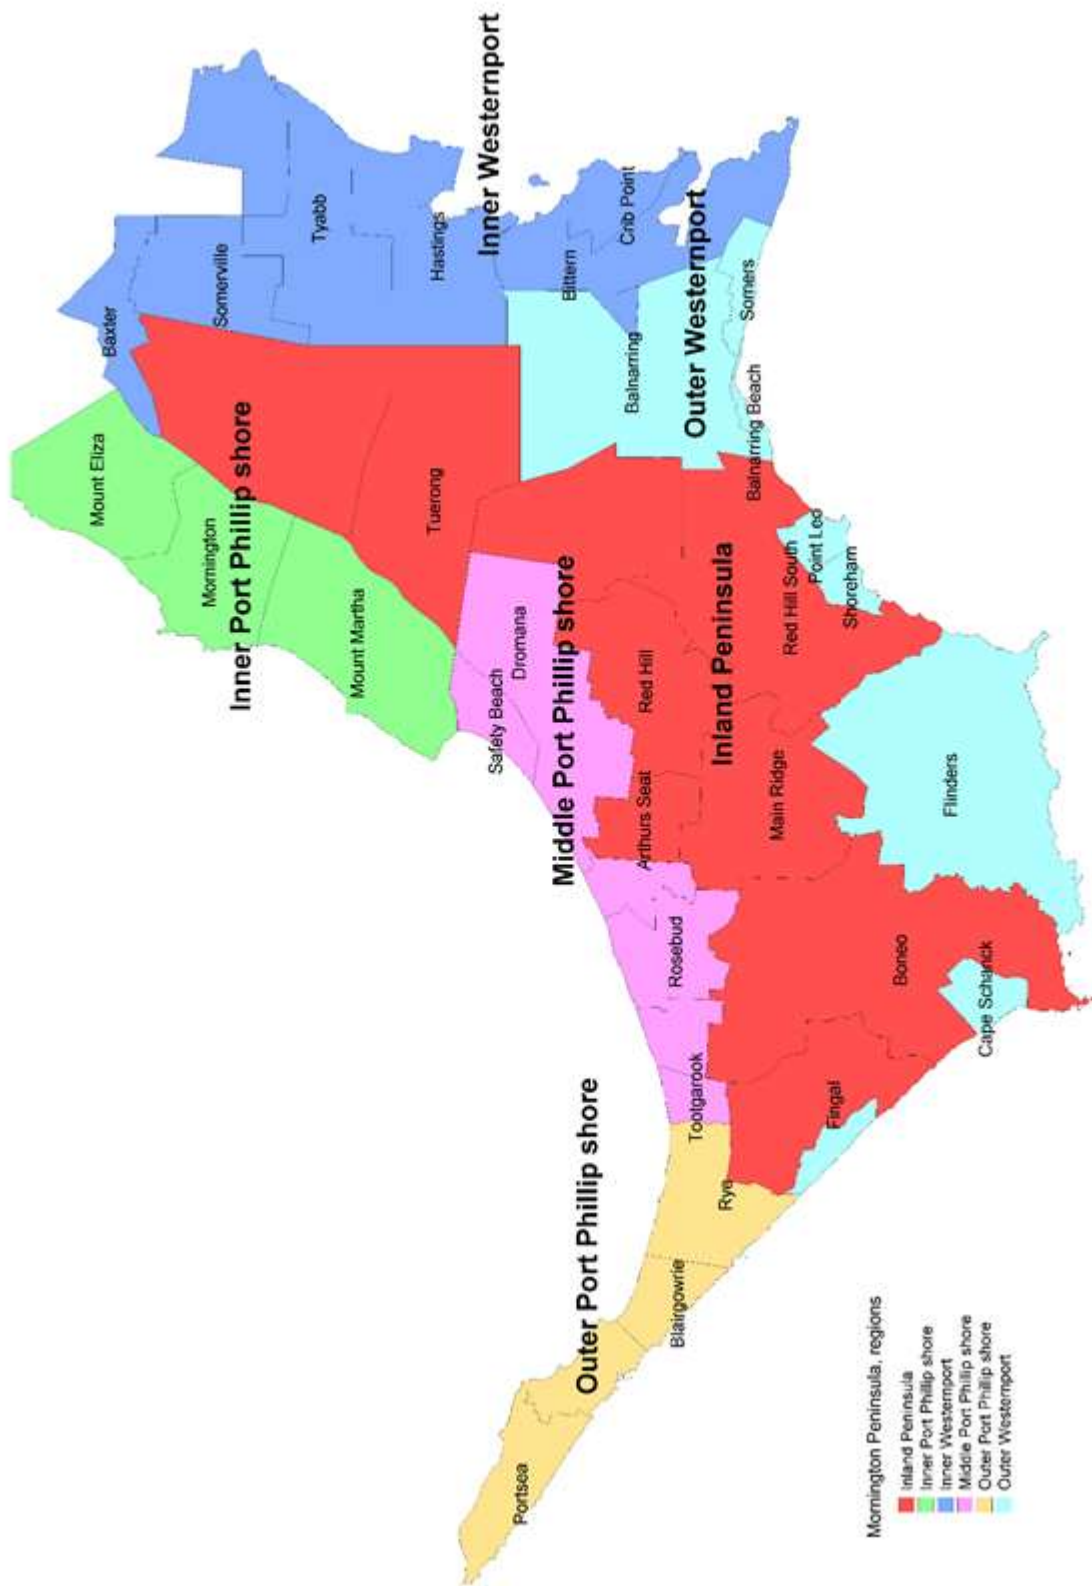 Portsea
Blairgowrie
Rye
Outer Port Phillip shore
Tootgarook
Fingal
Rosebud
Boneo
Cape Schanck
Middle Port Phillip shore
Arthurs Seat
Main Ridge
Flinders
Safety Beach
Dromana
Red Hill
Inland Peninsula
Red Hill South
Point Leo
Shoreham
Mount Martha
Mornington
Inner Port Phillip shore
Mount Eliza
Tuerong
Balnarring
Balnarring Beach
Outer Westernport
Somers
Baxter
Somerville
Tyabb
Hastings
Inner Westernport
Bittern
Crib Point
Mornington Peninsula, regions
Inland Peninsula
Inner Port Phillip shore
Inner Westernport
Middle Port Phillip shore
Outer Port Phillip shore
Outer Westernport